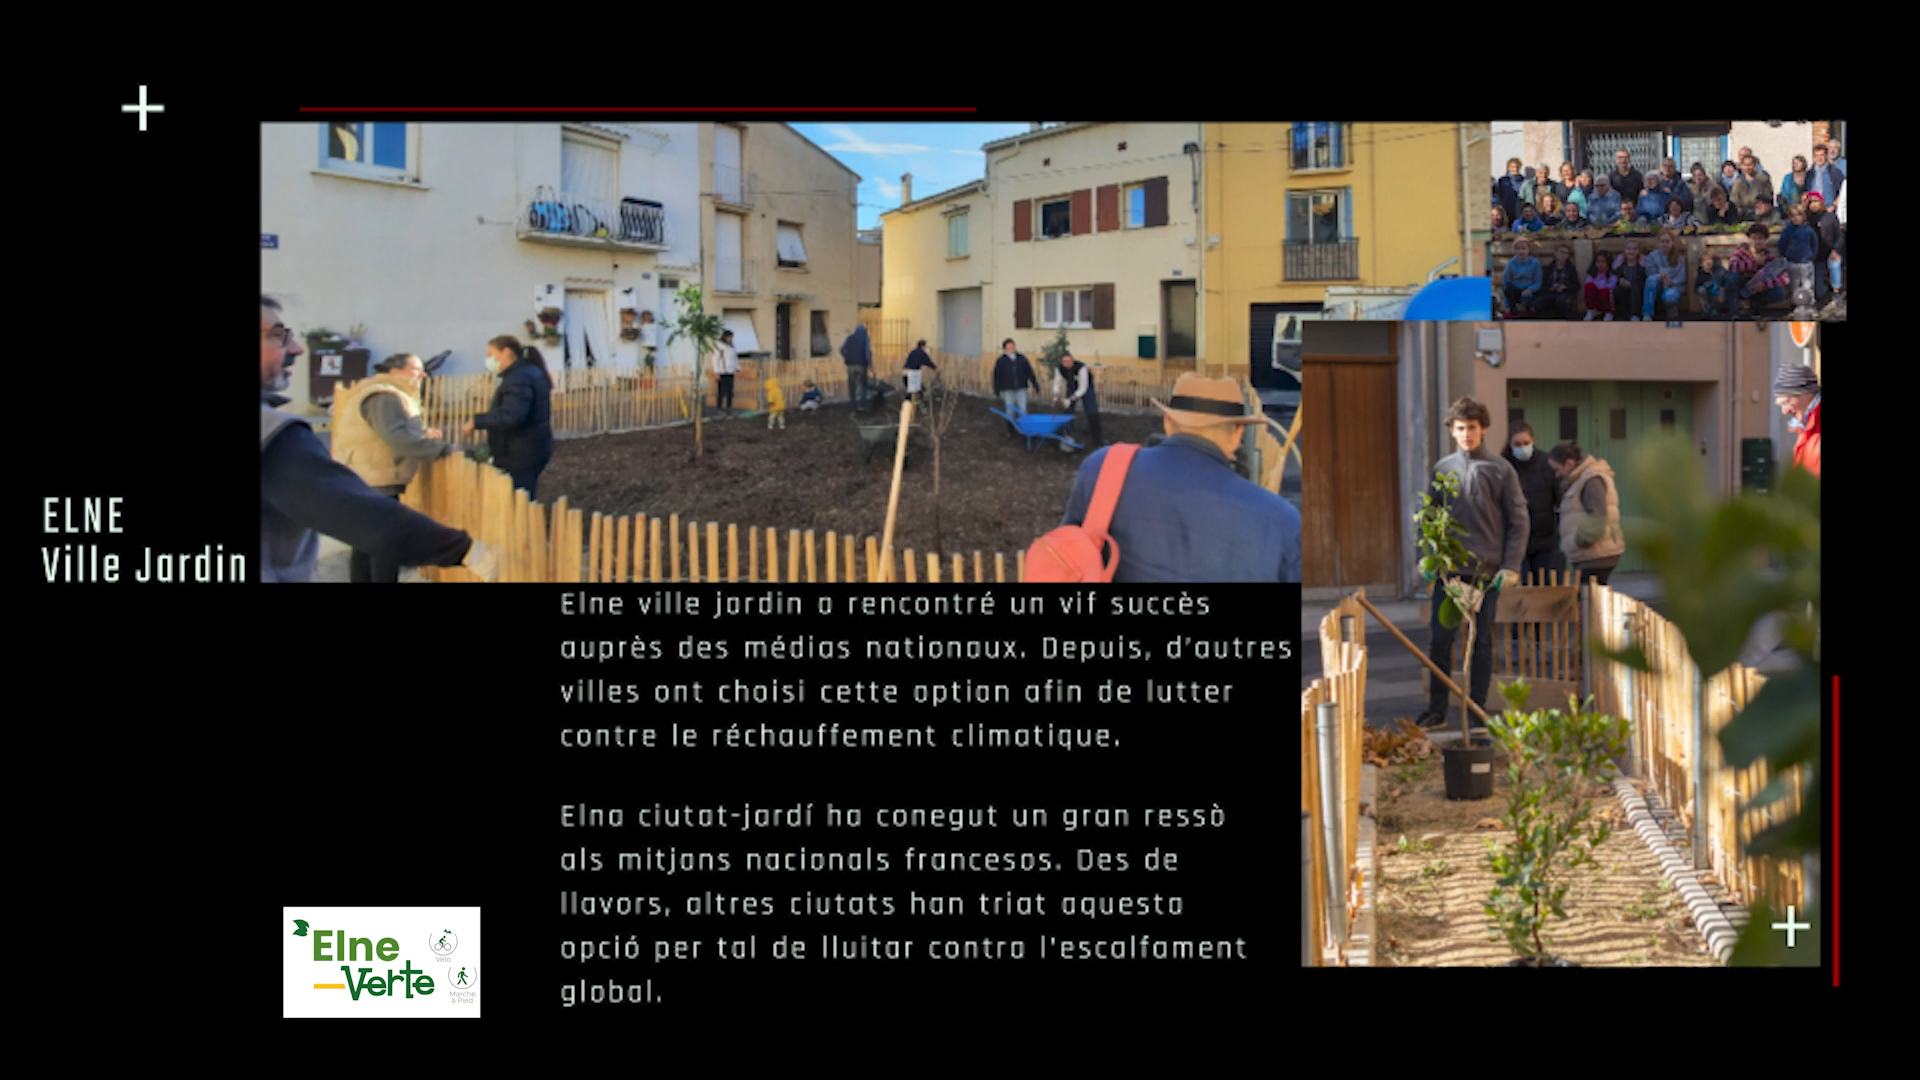 ELNE
Ville Jardin
Elne ville jardin a rencontré un vif succès
auprès des médias nationaux. Depuis, d'autres
villes ont choisi cette option afin de lutter
contre le réchauffement climatique.
Elna ciutat-jardí ha conegut un gran ressò
als mitjans nacionals francesos. Des de
llavors, altres ciutats han triat aquesta
opció per tal de lluitar contra l'escalfament
global.
Elne
Verte
Vélo
Marche
à Pied